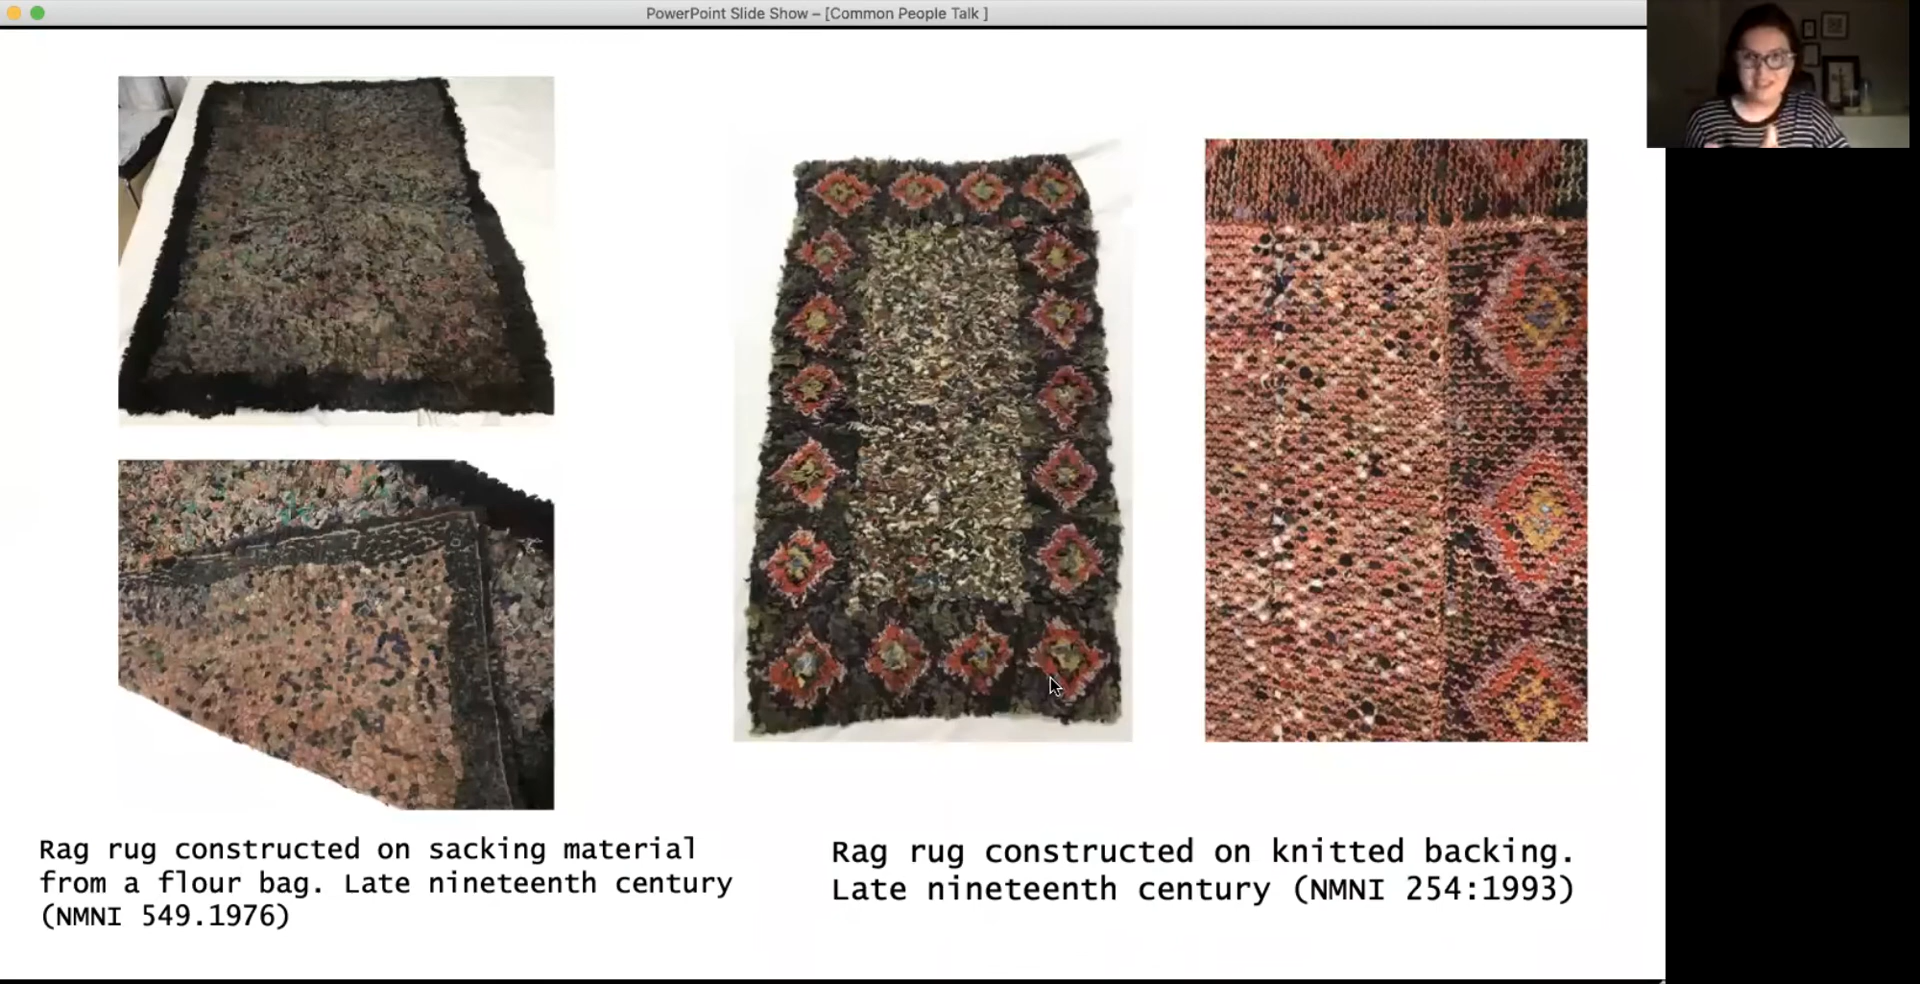 PowerPoint Slide Show – [Common People Talk ]
Rag rug constructed on sacking material
from a flour bag. Late nineteenth century
(NMNI 549.1976)
Rag rug constructed on knitted backing.
Late nineteenth century (NMNI 254:1993)